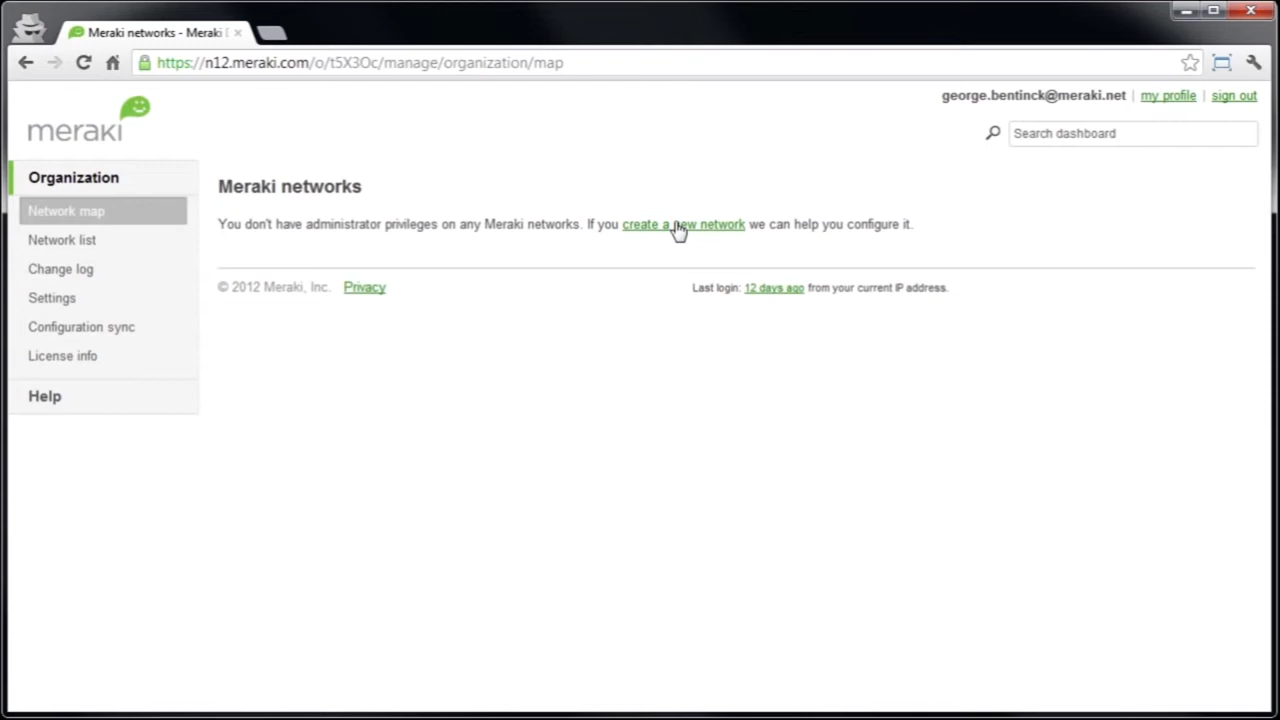 Meraki networks - Meraki
https://n12.meraki.com/o/t5X3Oc/manage/organization/map
george.bentinck@meraki.net | my profile | sign out
meraki
Search dashboard
Organization
Network map
Network list
Change log
Settings
Configuration sync
License info
Help
Meraki networks
You don't have administrator privileges on any Meraki networks. If you create a new network we can help you configure it.
© 2012 Meraki, Inc. Privacy
Last login: 12 days ago from your current IP address.